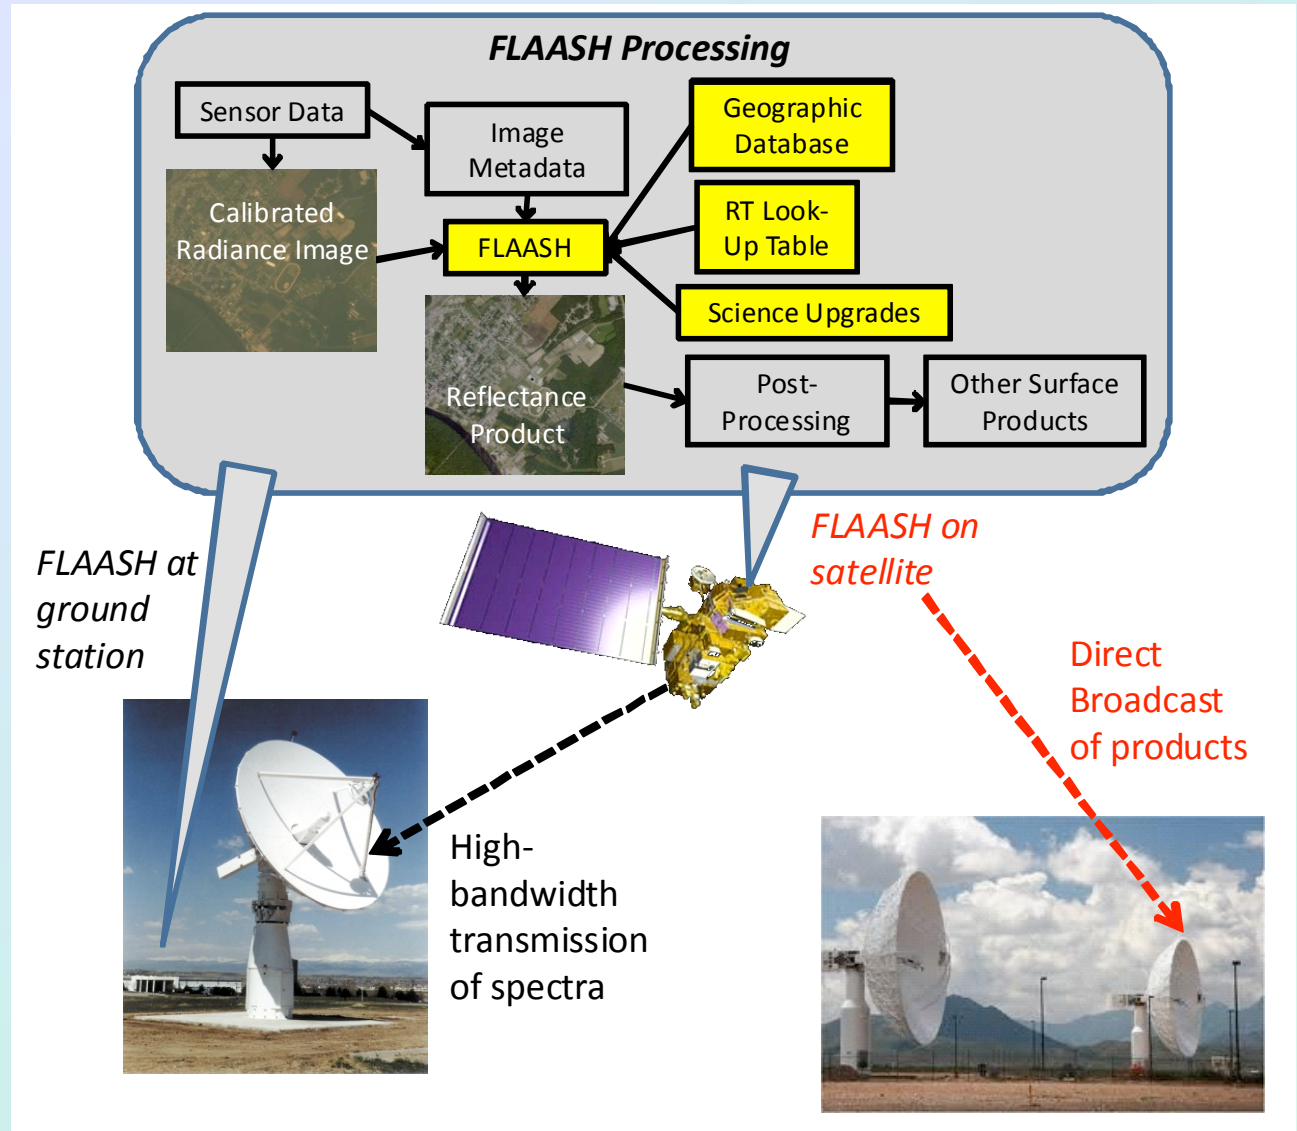 FLAASH Processing
Sensor Data
Image
Metadata
Geographic
Database
Calibrated
Radiance Image
FLAASH
RT Look-
Up Table
Science Upgrades
Reflectance
Product
Post-
Processing
Other Surface
Products
FLAASH at
ground
station
FLAASH on
satellite
Direct
Broadcast
of products
High-
bandwidth
transmission
of spectra